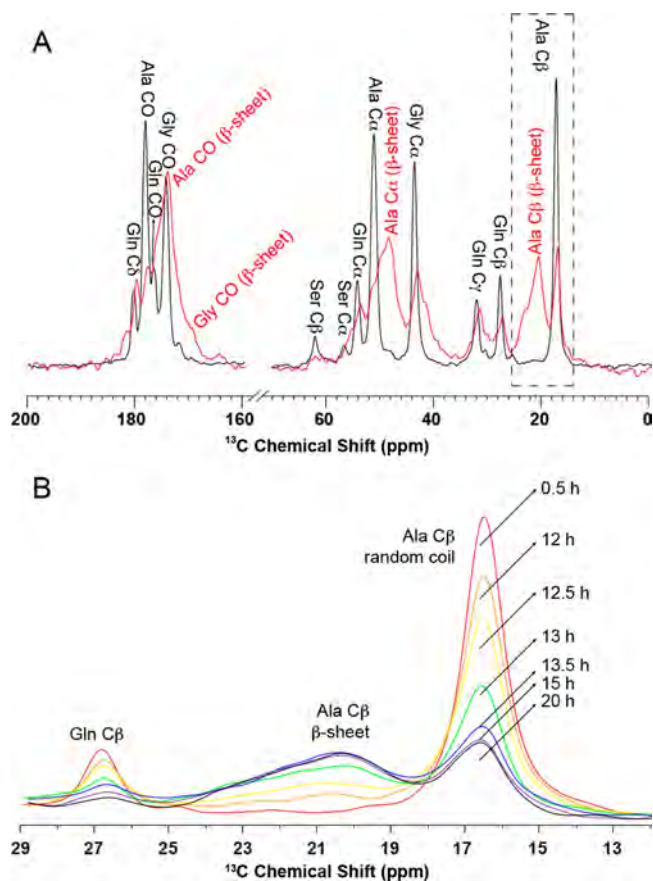 A
Ala CO
Gly CO
Gln CO
Gln Cδ
Ala CO (β-sheet)
Gly CO (β-sheet)
Ser Cβ
Ser Cα
Gln Cα
Ala Cα
Ala Cα (β-sheet)
Gly Cα
Gln Cγ
Gln Cβ
Ala Cβ (β-sheet)
Ala Cβ
200 180 160 60 40 20 0
¹³C Chemical Shift (ppm)
B
0.5 h
Ala Cβ
random coil
12 h
12.5 h
13 h
13.5 h
15 h
20 h
Gln Cβ
Ala Cβ
β-sheet
29 27 25 23 21 19 17 15 13
¹³C Chemical Shift (ppm)